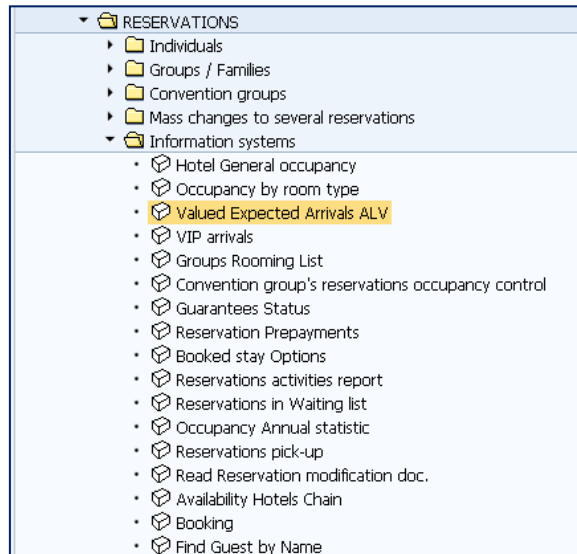 RESERVATIONS
Individuals
Groups / Families
Convention groups
Mass changes to several reservations
Information systems
Hotel General occupancy
Occupancy by room type
Valued Expected Arrivals ALV
VIP arrivals
Groups Rooming List
Convention group's reservations occupancy control
Guarantees Status
Reservation Prepayments
Booked stay Options
Reservations activities report
Reservations in Waiting list
Occupancy Annual statistic
Reservations pick-up
Read Reservation modification doc.
Availability Hotels Chain
Booking
Find Guest by Name